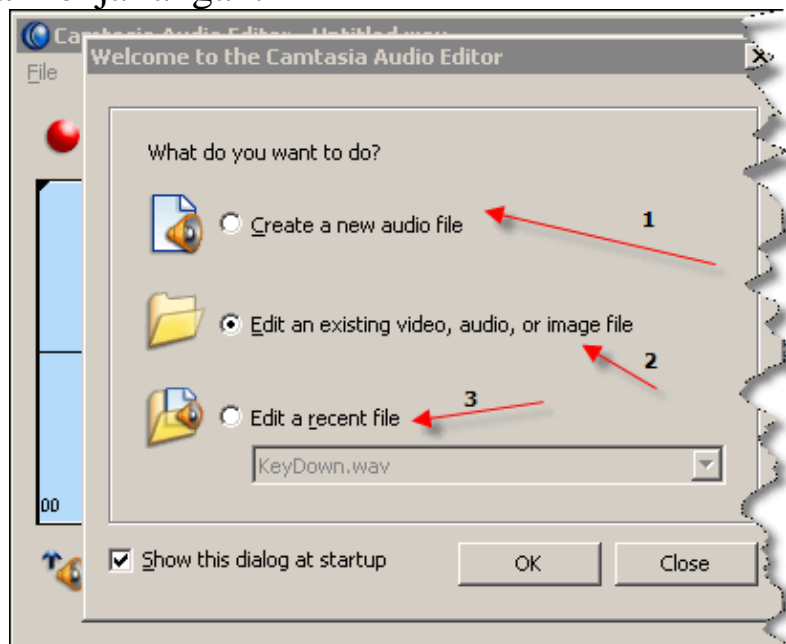 Camtasia Audio Editor - Untitled.wav
Welcome to the Camtasia Audio Editor
File
What do you want to do?
Create a new audio file
1
Edit an existing video, audio, or image file
2
Edit a recent file
3
KeyDown.wav
00
Show this dialog at startup
OK
Close